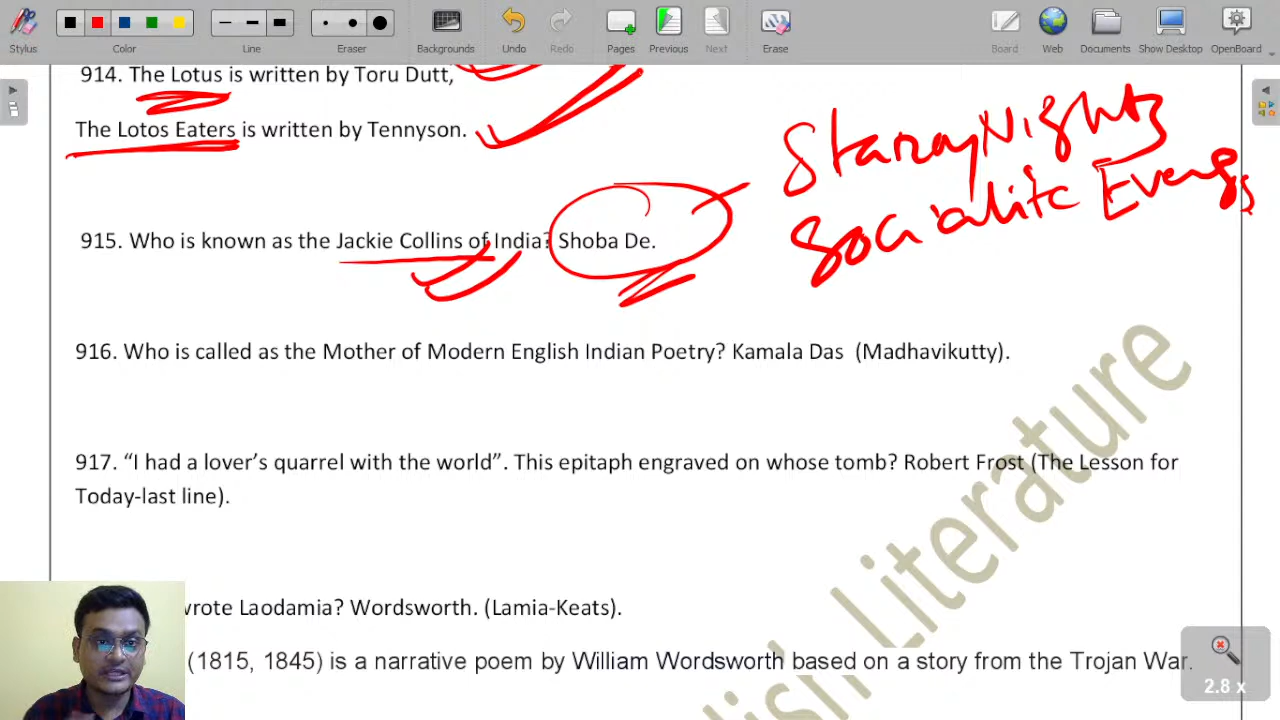 Stylus
Color
Line
Eraser
Backgrounds
Undo
Redo
Pages
Previous
Next
Erase
Board
Web
Documents
Show Desktop
OpenBoard
914. The Lotus is written by Toru Dutt,
The Lotos Eaters is written by Tennyson.
Nights
Socialite
915. Who is known as the Jackie Collins of India? Shoba De.
916. Who is called as the Mother of Modern English Indian Poetry? Kamala Das (Madhavikutty).
917. “I had a lover’s quarrel with the world”. This epitaph engraved on whose tomb? Robert Frost (The Lesson for
Today-last line).
wrote Laodamia? Wordsworth. (Lamia-Keats).
(1815, 1845) is a narrative poem by William Wordsworth based on a story from the Trojan War.
Literature
2.8 x